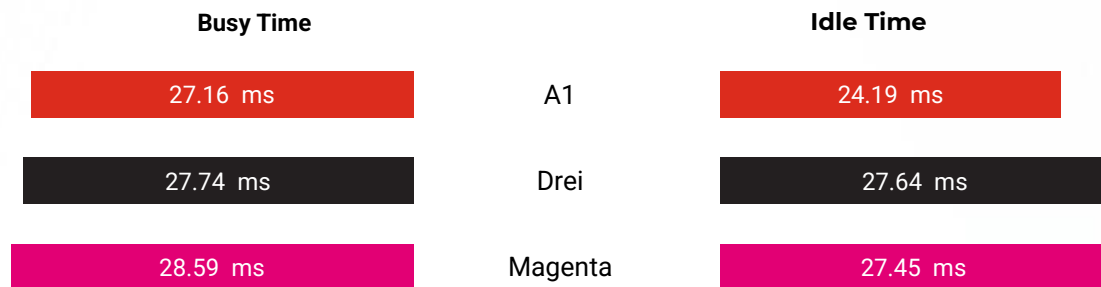 Busy Time Idle Time
27.16 ms A1 24.19 ms
27.74 ms Drei 27.64 ms
28.59 ms Magenta 27.45 ms